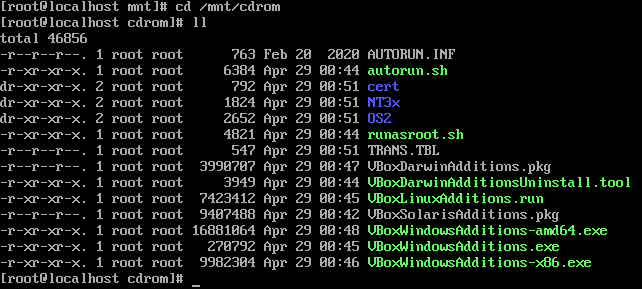 [root@localhost mnt]# cd /mnt/cdrom
[root@localhost cdrom]# ll
total 46856
-r--r--r--. 1 root root      763 Feb 20  2020 AUTORUN.INF
-r-xr-xr-x. 1 root root     6384 Apr 29 00:44 autorun.sh
dr-xr-xr-x. 2 root root      792 Apr 29 00:51 cert
dr-xr-xr-x. 2 root root     1824 Apr 29 00:51 NT3x
dr-xr-xr-x. 2 root root     2652 Apr 29 00:51 OS2
-r-xr-xr-x. 1 root root     4821 Apr 29 00:44 runasroot.sh
-r--r--r--. 1 root root      547 Apr 29 00:51 TRANS.TBL
-r--r--r--. 1 root root  3990707 Apr 29 00:47 VBoxDarwinAdditions.pkg
-r-xr-xr-x. 1 root root     3949 Apr 29 00:44 VBoxDarwinAdditionsUninstall.tool
-r-xr-xr-x. 1 root root  7423412 Apr 29 00:45 VBoxLinuxAdditions.run
-r--r--r--. 1 root root  9407488 Apr 29 00:42 VBoxSolarisAdditions.pkg
-r-xr-xr-x. 1 root root 16881064 Apr 29 00:48 VBoxWindowsAdditions-amd64.exe
-r-xr-xr-x. 1 root root   270792 Apr 29 00:45 VBoxWindowsAdditions.exe
-r-xr-xr-x. 1 root root  9982304 Apr 29 00:46 VBoxWindowsAdditions-x86.exe
[root@localhost cdrom]# _